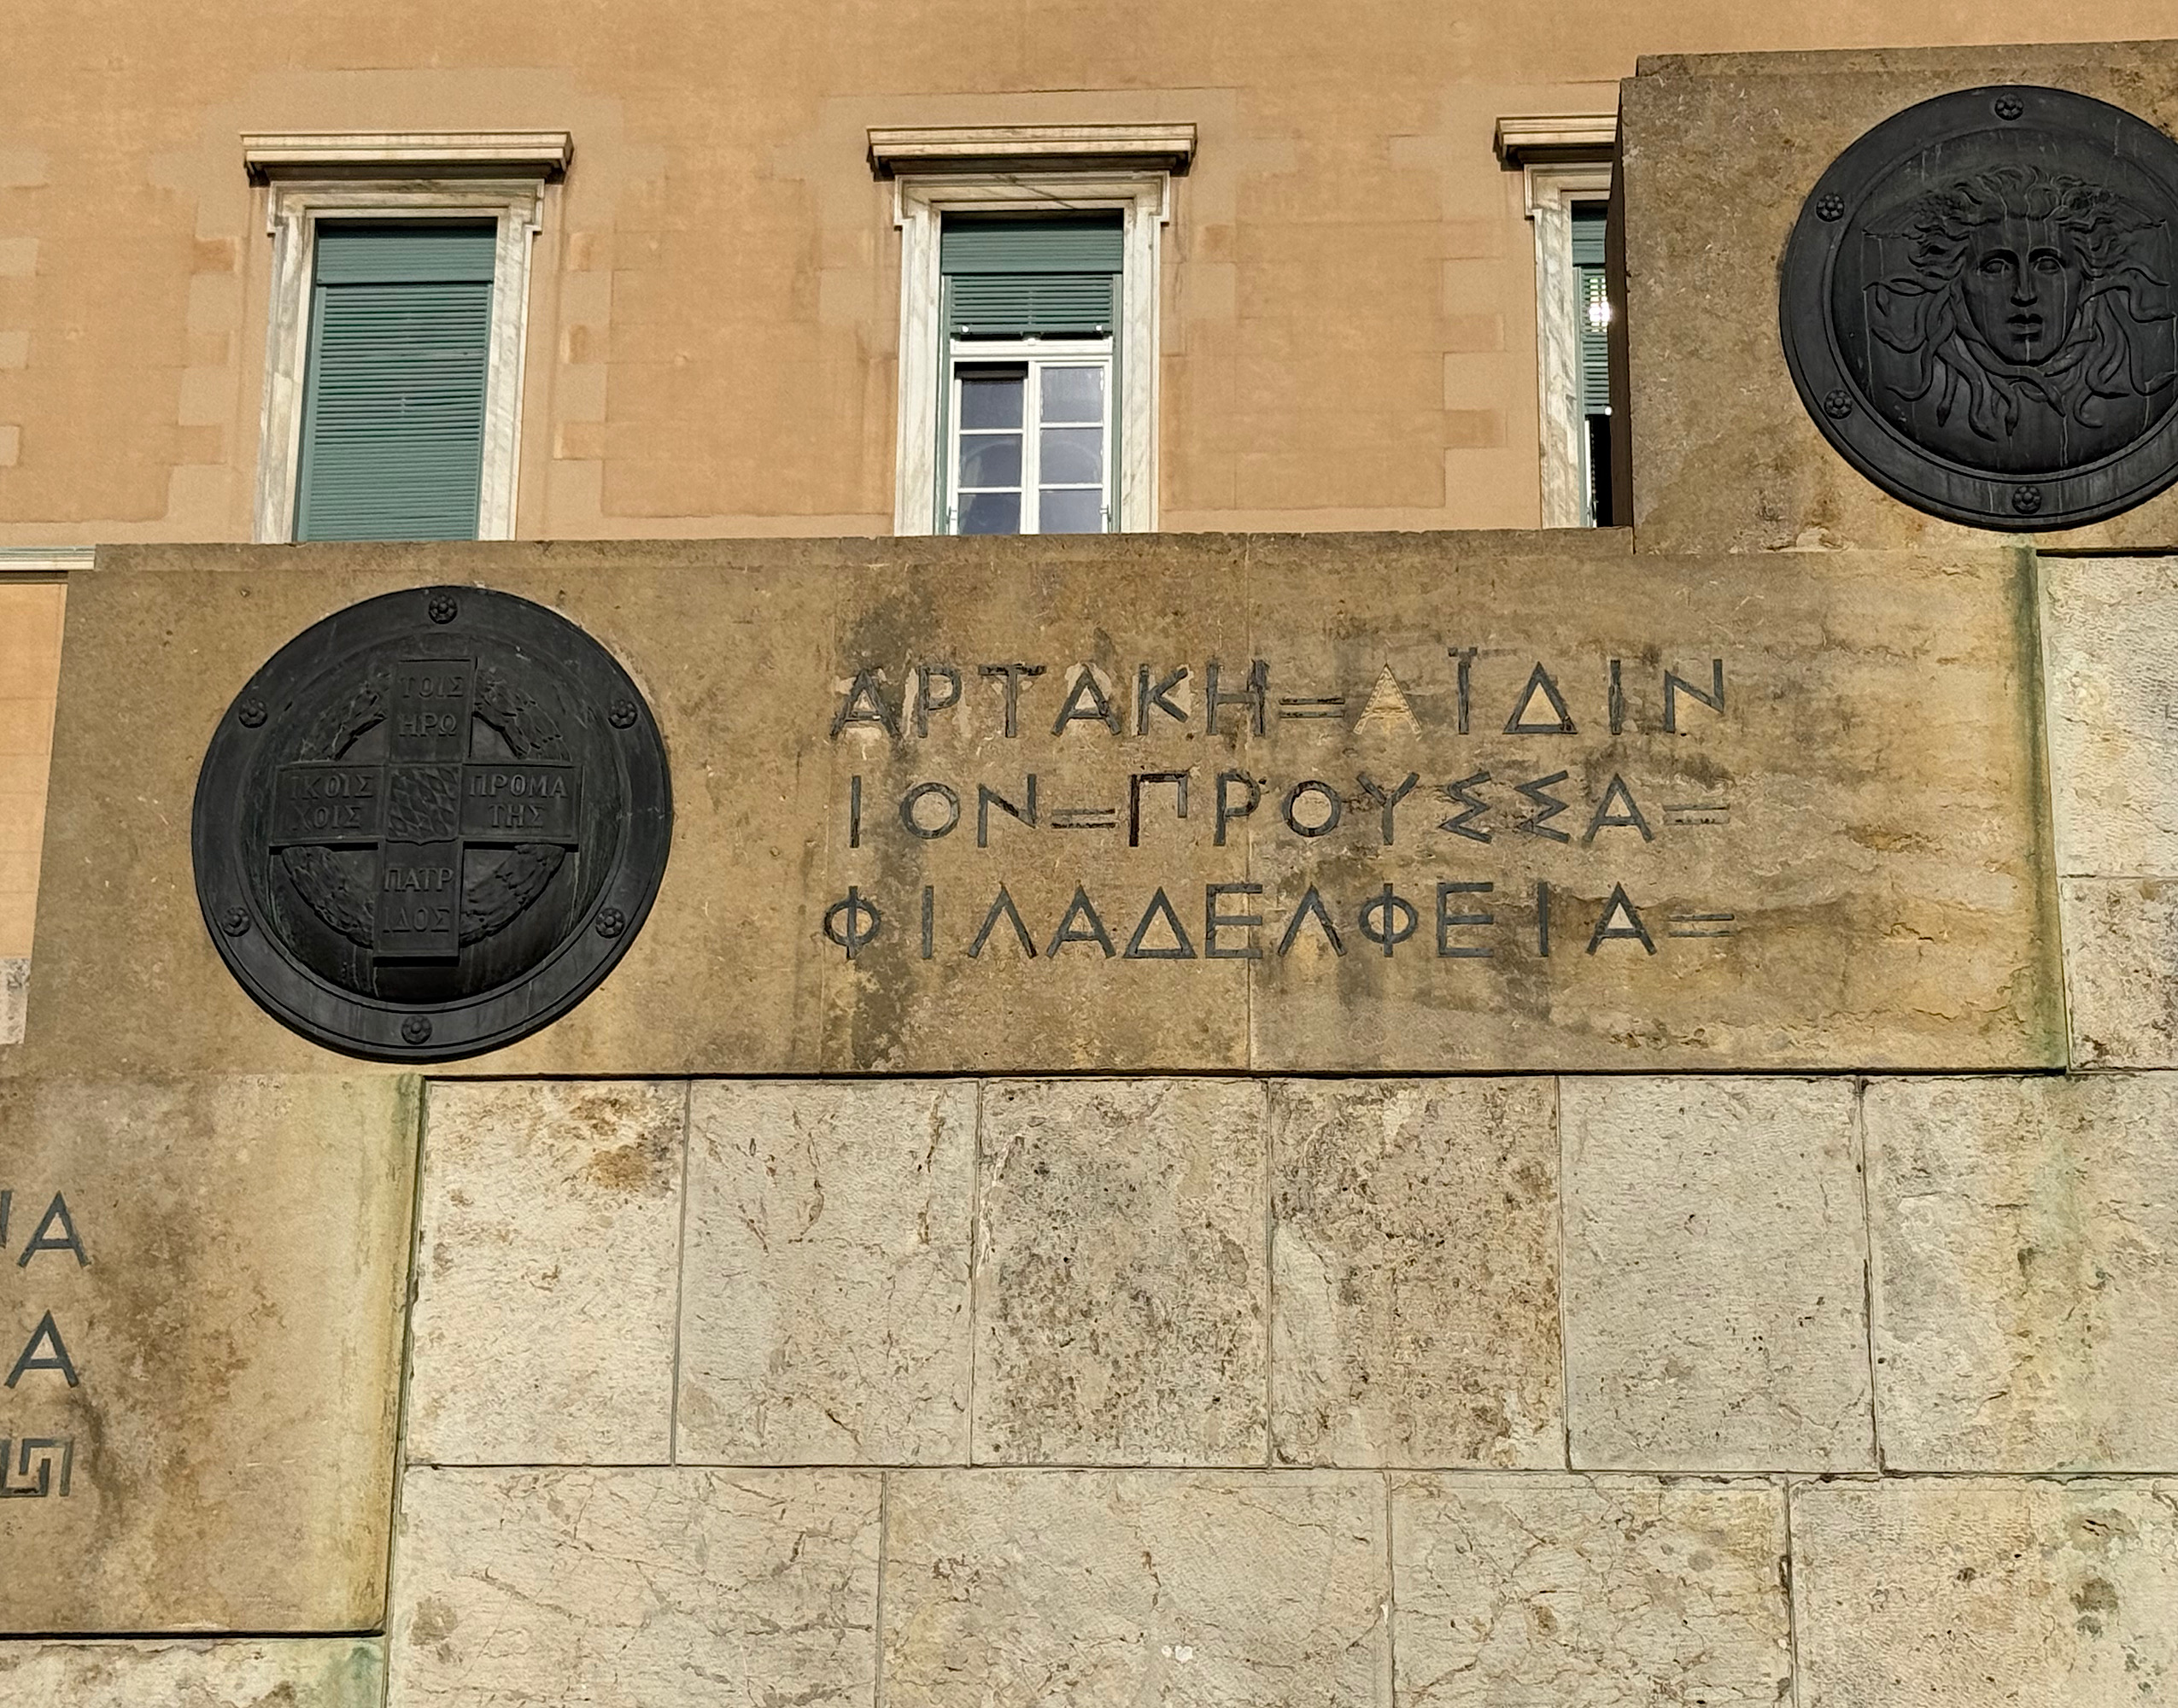 ΤΟΙΣ
ΗΡΩ
ΙΚΟΙΣ ΠΡΟΜΑ
ΧΟΙΣ ΤΗΣ
ΠΑΤΡ
ΙΔΟΣ
ΑΡΤΑΚΗ=ΑΪΔΙΝ
ΙΟΝ=ΠΡΟΥΣΣΑ=
ΦΙΛΑΔΕΛΦΕΙΑ=
Α
Α